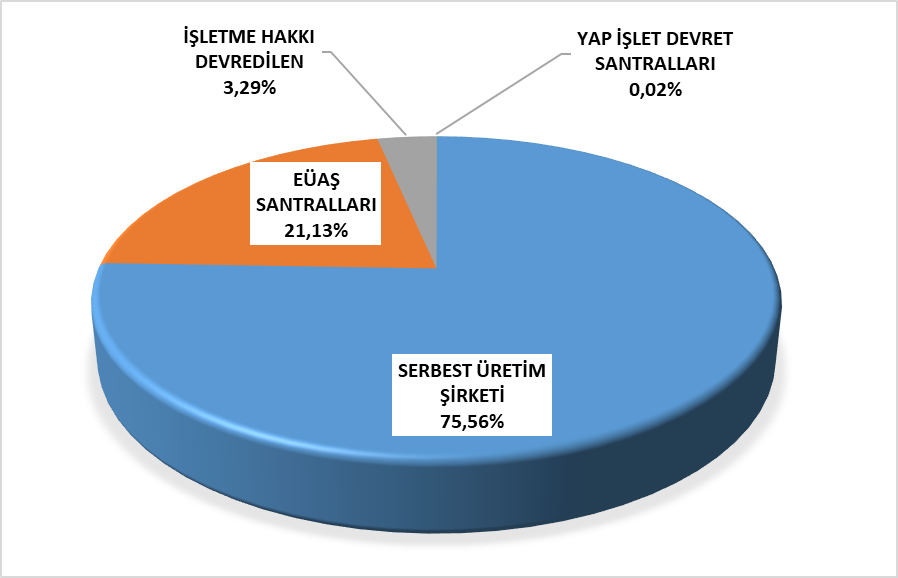 İŞLETME HAKKI
DEVREDİLEN
3,29%
YAP İŞLET DEVRET
SANTRALLARI
0,02%
EÜAŞ
SANTRALLARI
21,13%
SERBEST ÜRETİM
ŞİRKETİ
75,56%